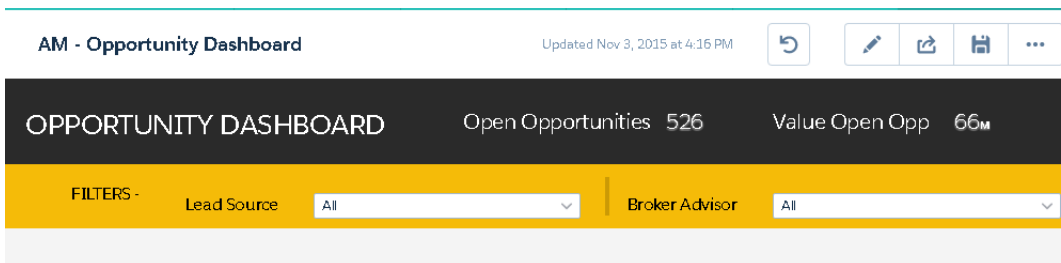 AM - Opportunity Dashboard Updated Nov 3, 2015 at 4:16 PM
OPPORTUNITY DASHBOARD Open Opportunities 526 Value Open Opp 66M
FILTERS - Lead Source All Broker Advisor All